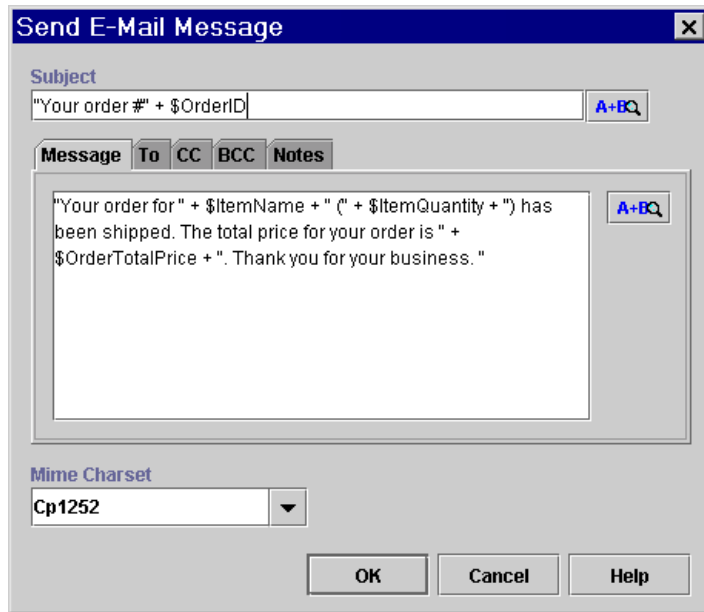 Send E-Mail Message
Subject
"Your order #" + $OrderID
A+B
Message To CC BCC Notes
"Your order for " + $ItemName + " (" + $ItemQuantity + ") has
been shipped. The total price for your order is " +
$OrderTotalPrice + ". Thank you for your business. "
A+B
Mime Charset
Cp1252
OK Cancel Help